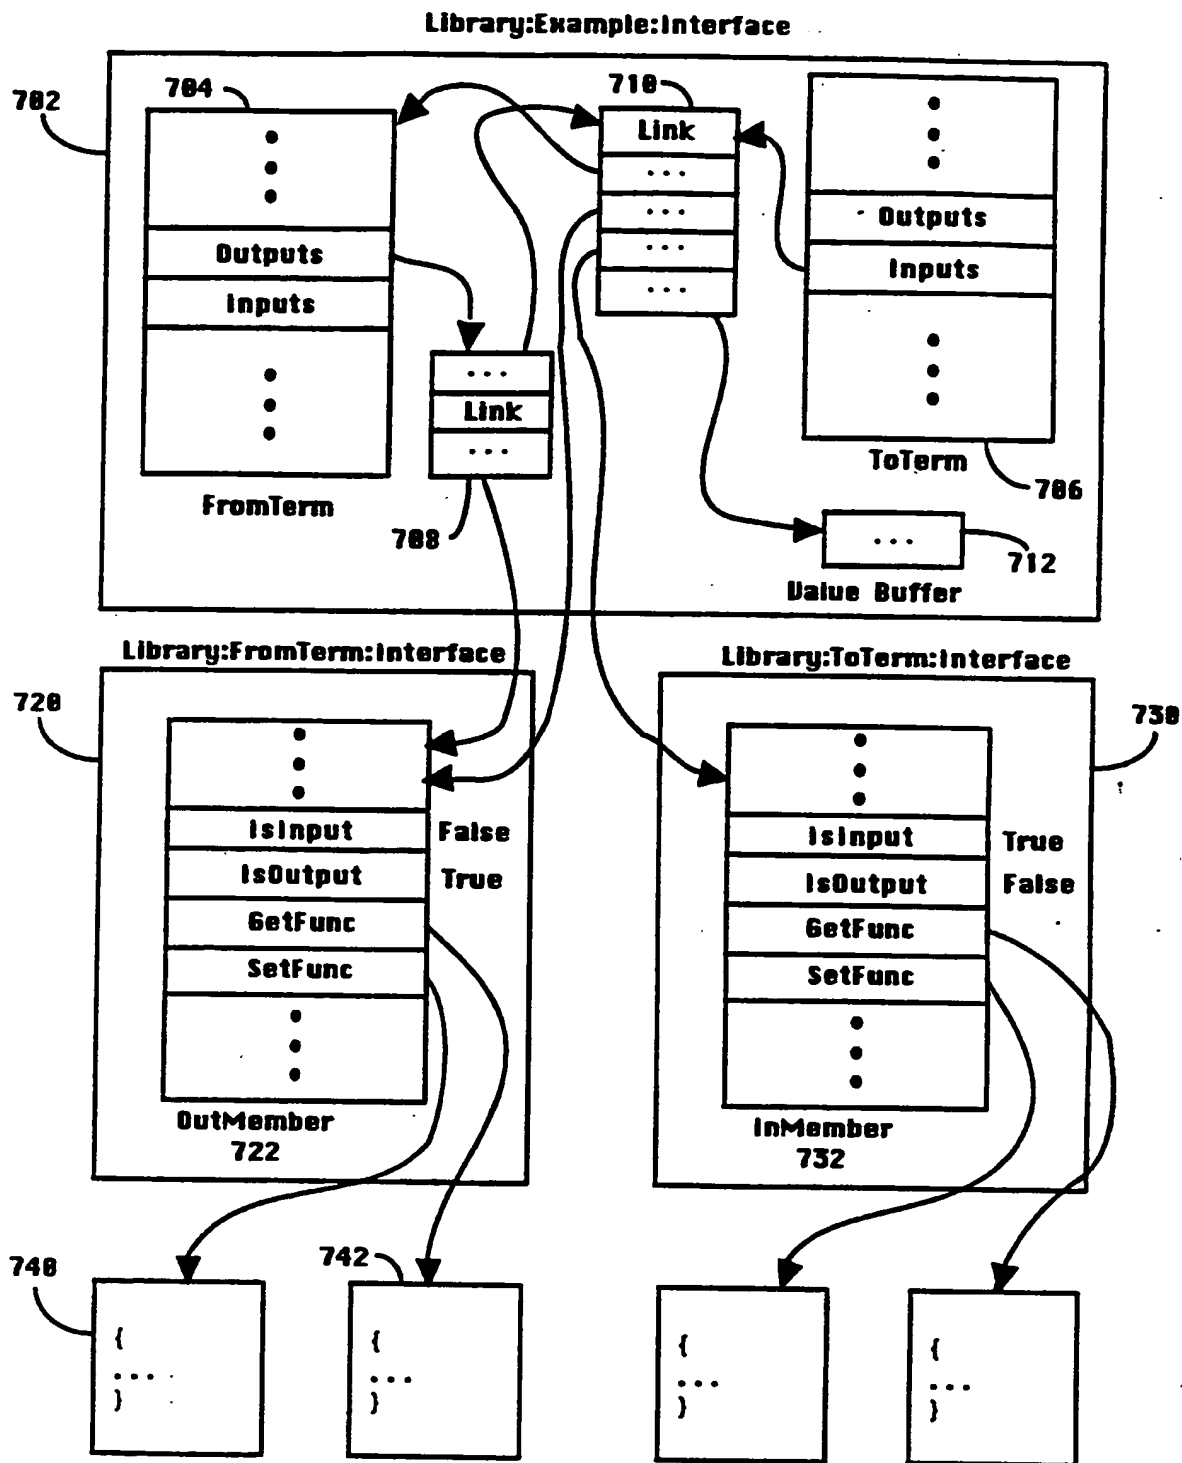 Library:Example:Interface
702
704
710
Link
...
...
...
...
Outputs
Inputs
Outputs
Inputs
...
Link
...
FromTerm
708
ToTerm
706
...
712
Value Buffer
Library:FromTerm:Interface
Library:ToTerm:Interface
720
730
IsInput
False
IsOutput
True
GetFunc
SetFunc
OutMember
722
IsInput
True
IsOutput
False
GetFunc
SetFunc
InMember
732
740
742
{
...
}
{
...
}
{
...
}
{
...
}